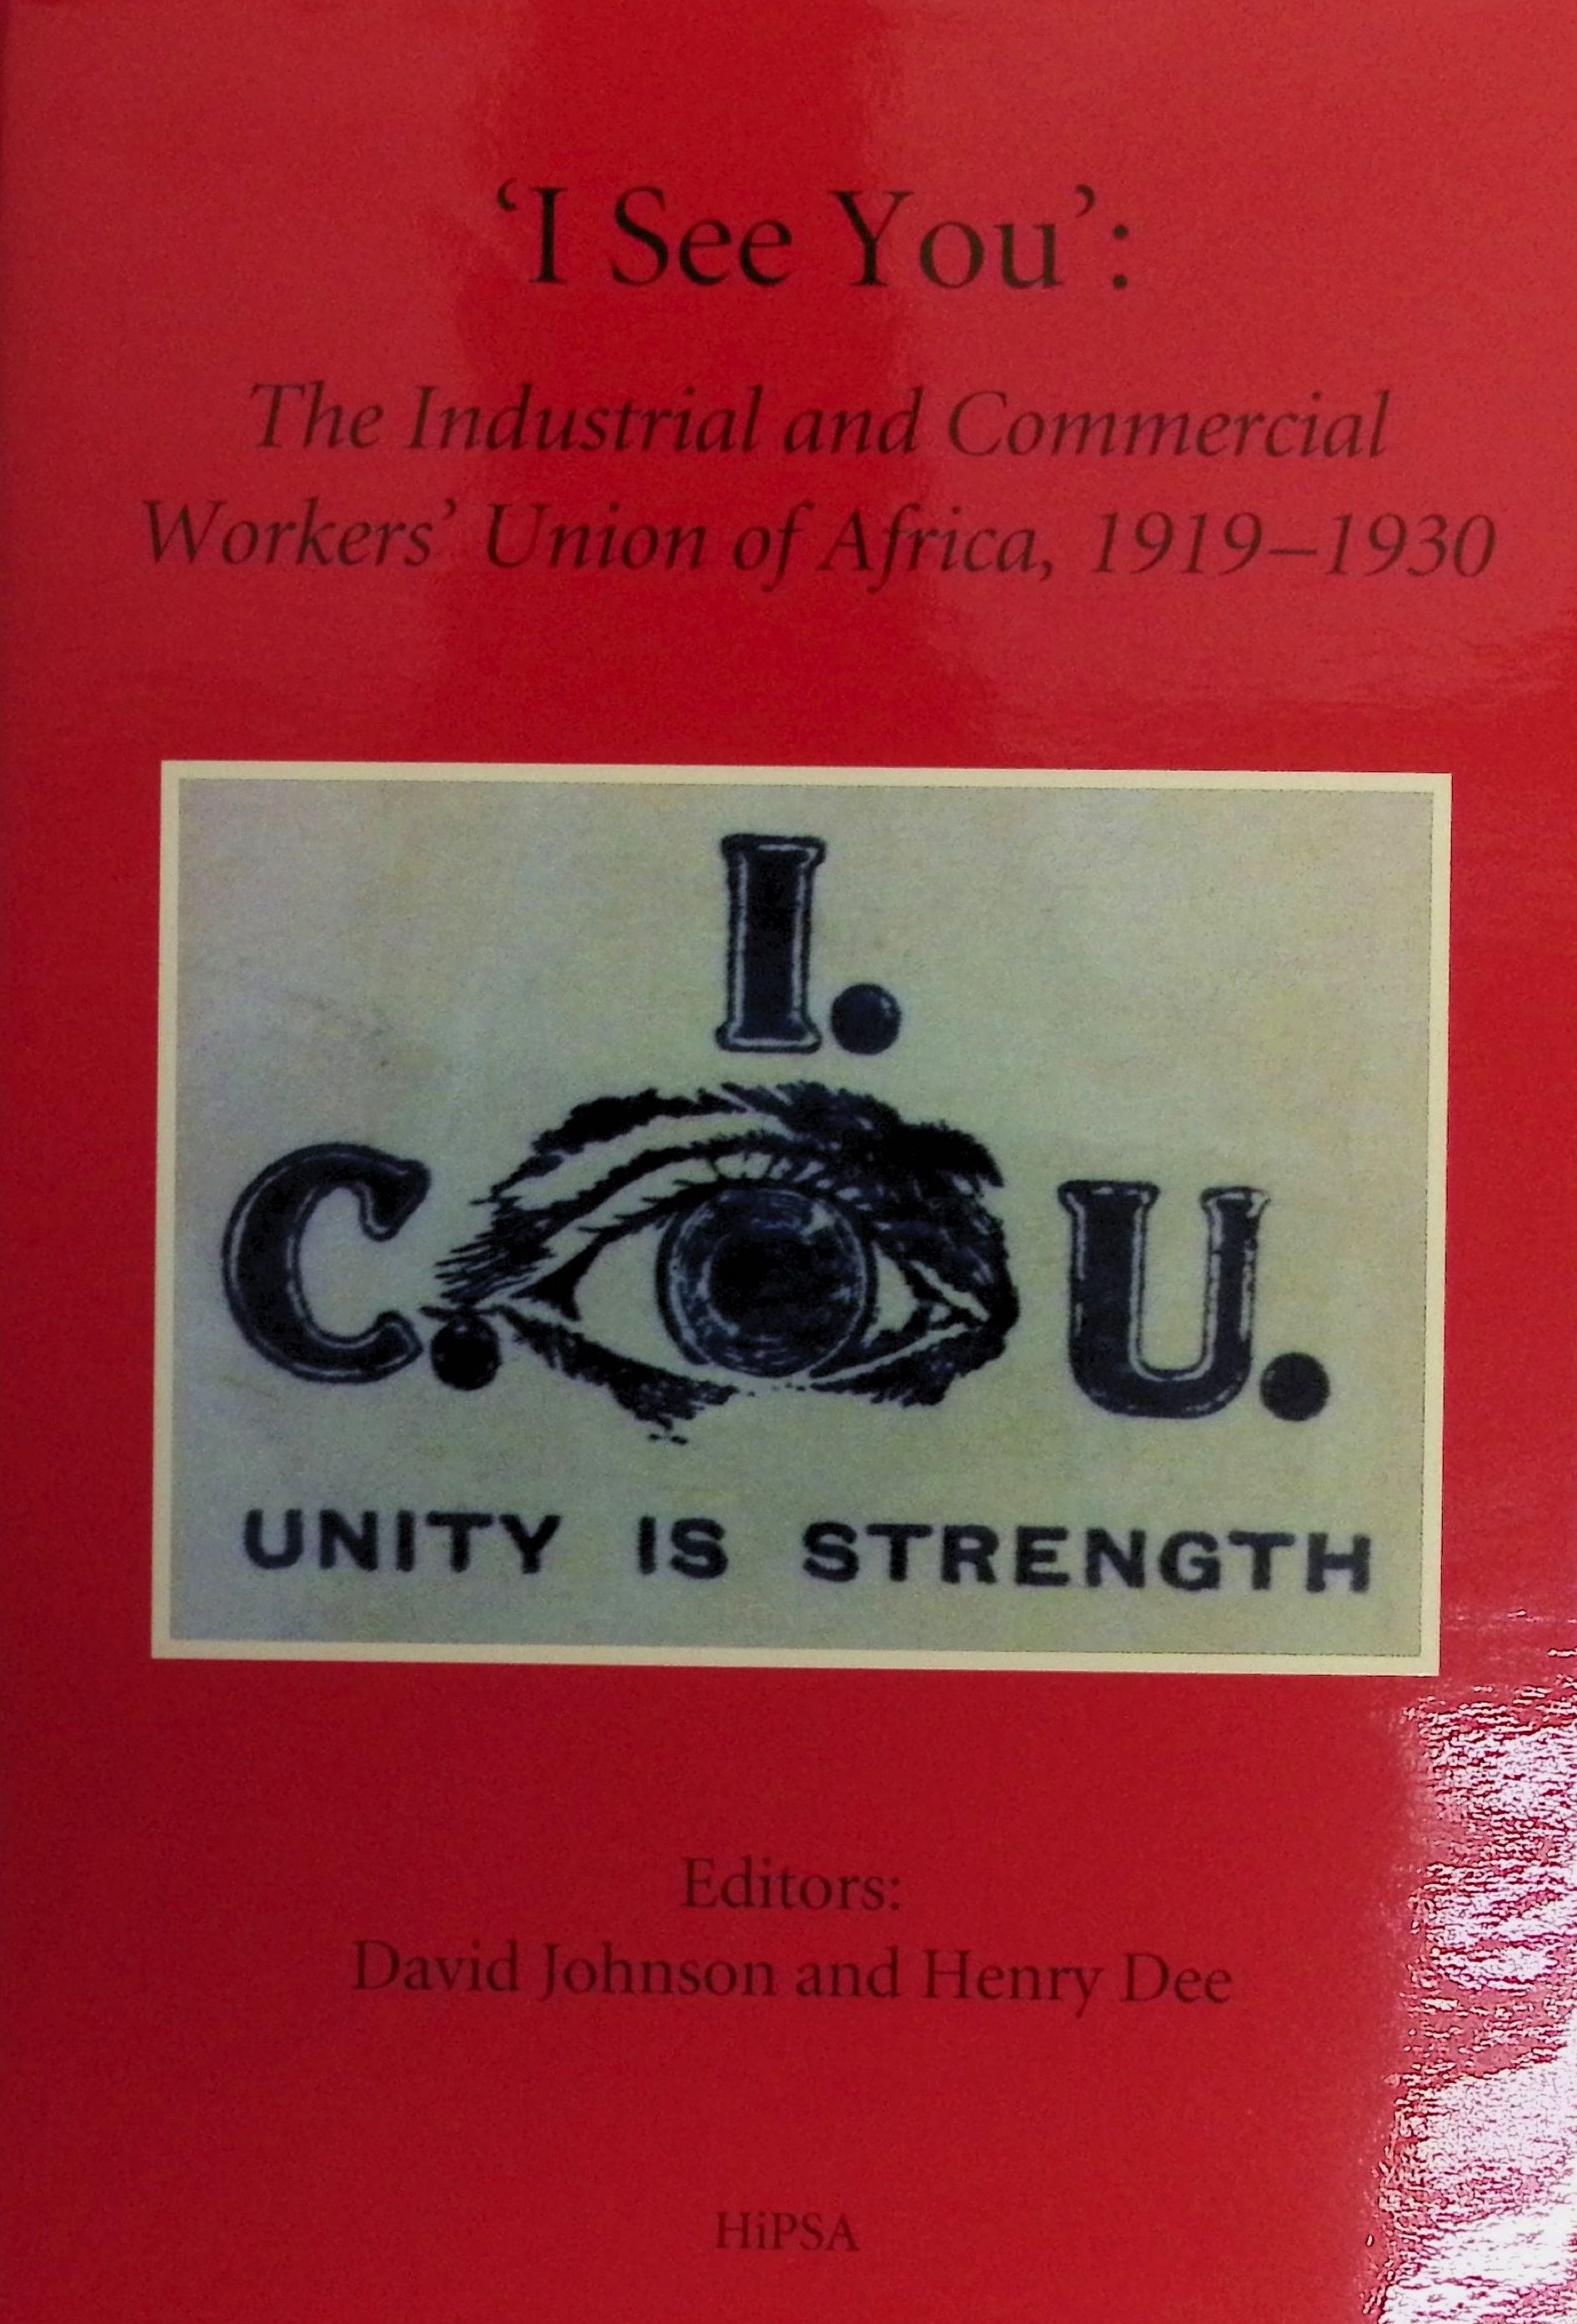 ‘I See You’:
The Industrial and Commercial
Workers’ Union of Africa, 1919–1930
I.
C. U.
UNITY IS STRENGTH
Editors:
David Johnson and Henry Dee
HiPSA